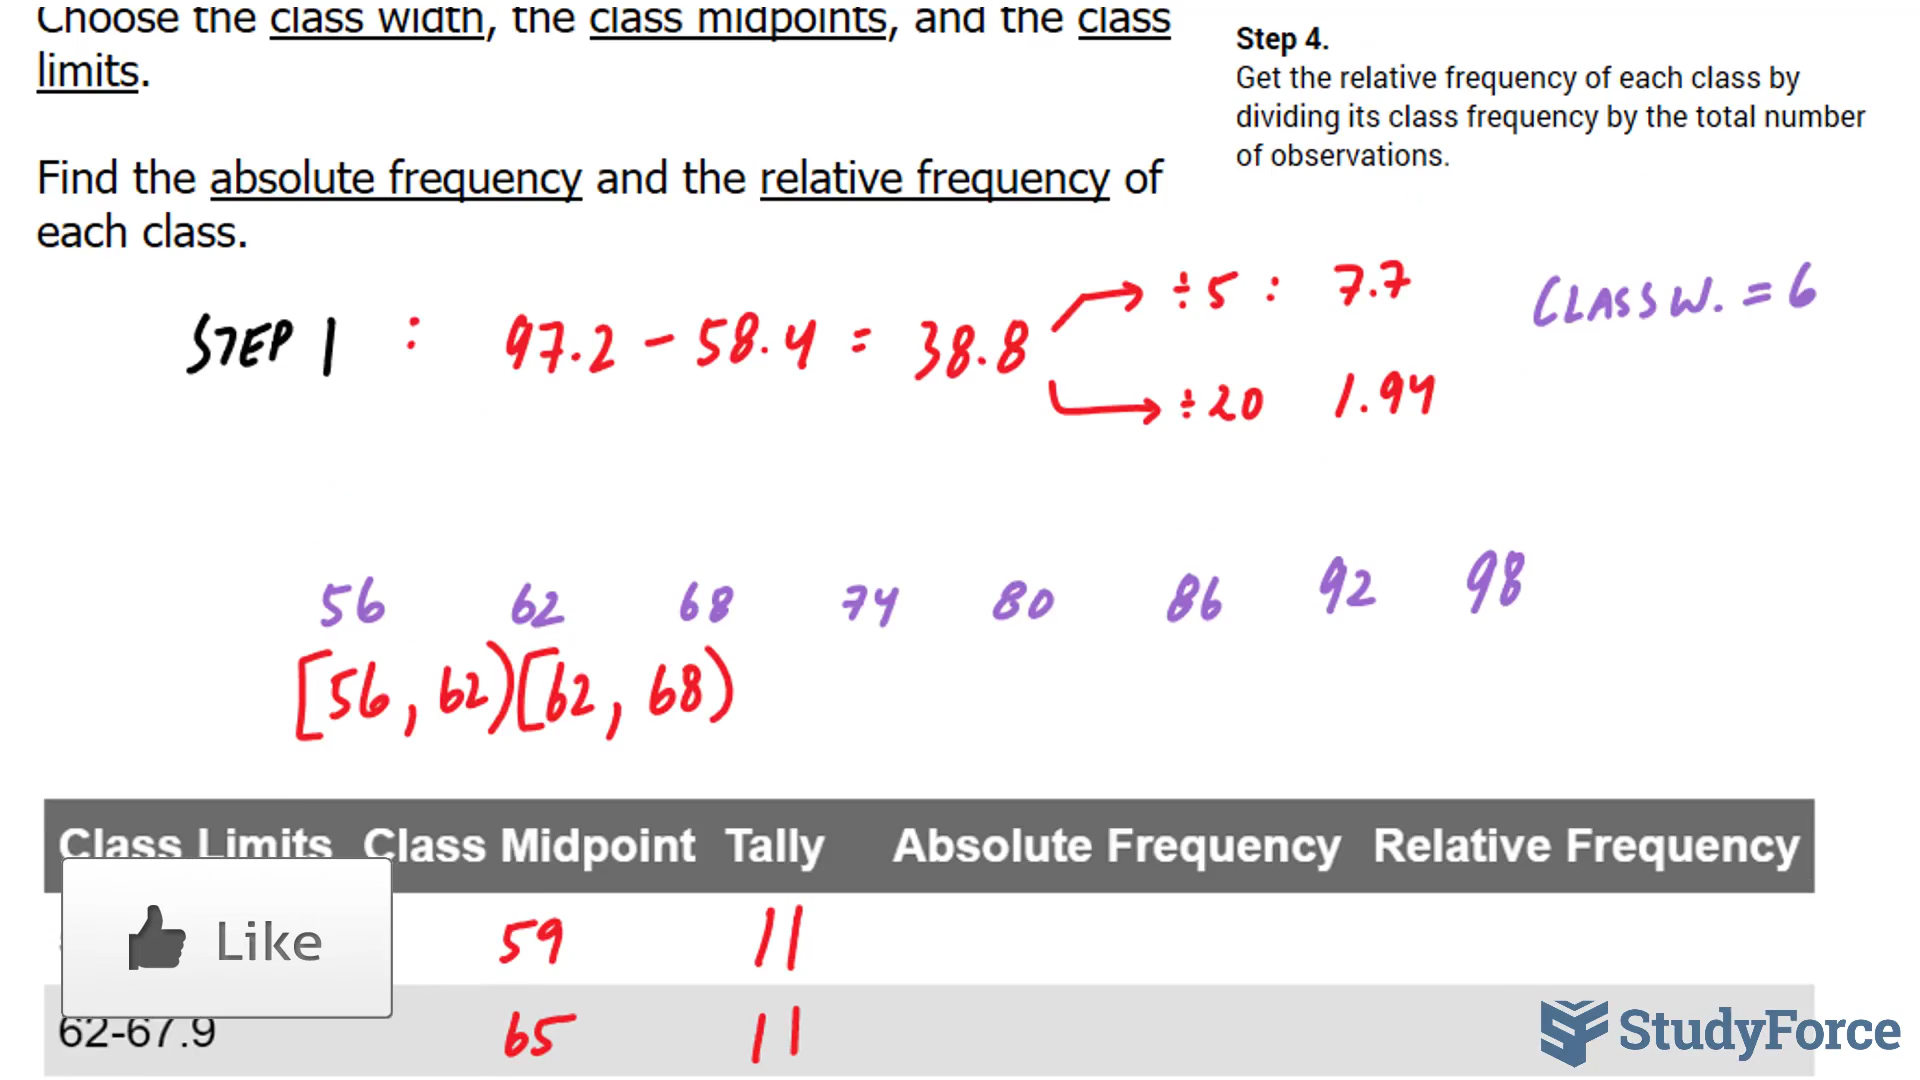 Choose the class width, the class midpoints, and the class
limits.
Find the absolute frequency and the relative frequency of
each class.
Step 4.
Get the relative frequency of each class by
dividing its class frequency by the total number
of observations.
STEP 1 : 97.2 - 58.4 = 38.8
÷5 : 7.7
÷20 1.94
CLASS W. = 6
56 62 68 74 80 86 92 98
[56, 62)[62, 68)
Class Limits Class Midpoint Tally Absolute Frequency Relative Frequency
Like
59 ||
62-67.9 65 ||
StudyForce